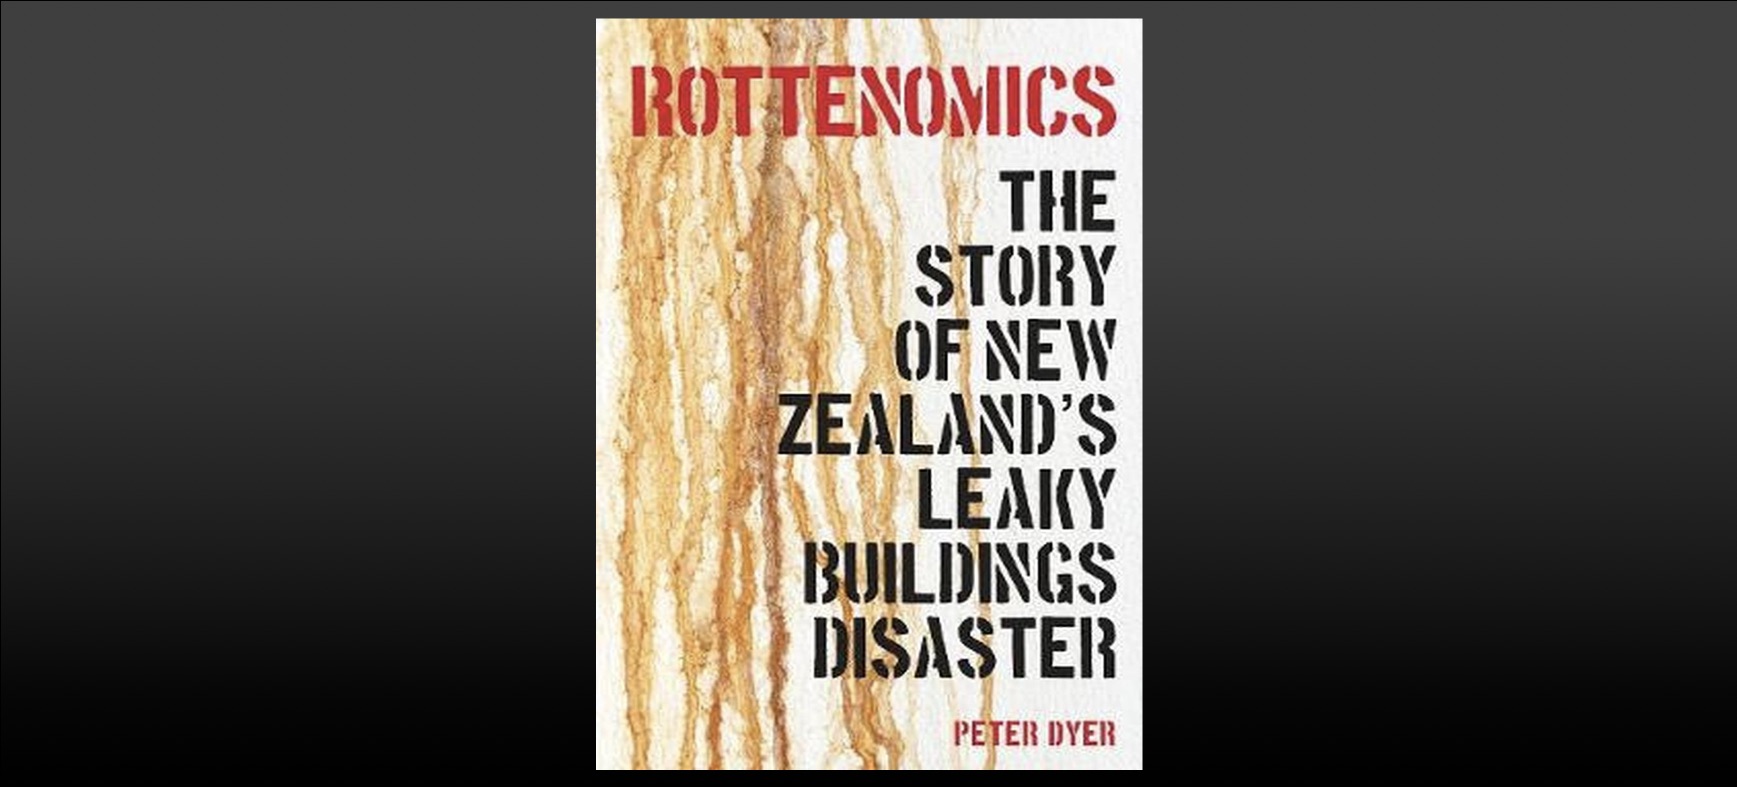 ROTTENOMICS
THE
STORY
OF NEW
ZEALAND'S
LEAKY
BUILDINGS
DISASTER
PETER DYER